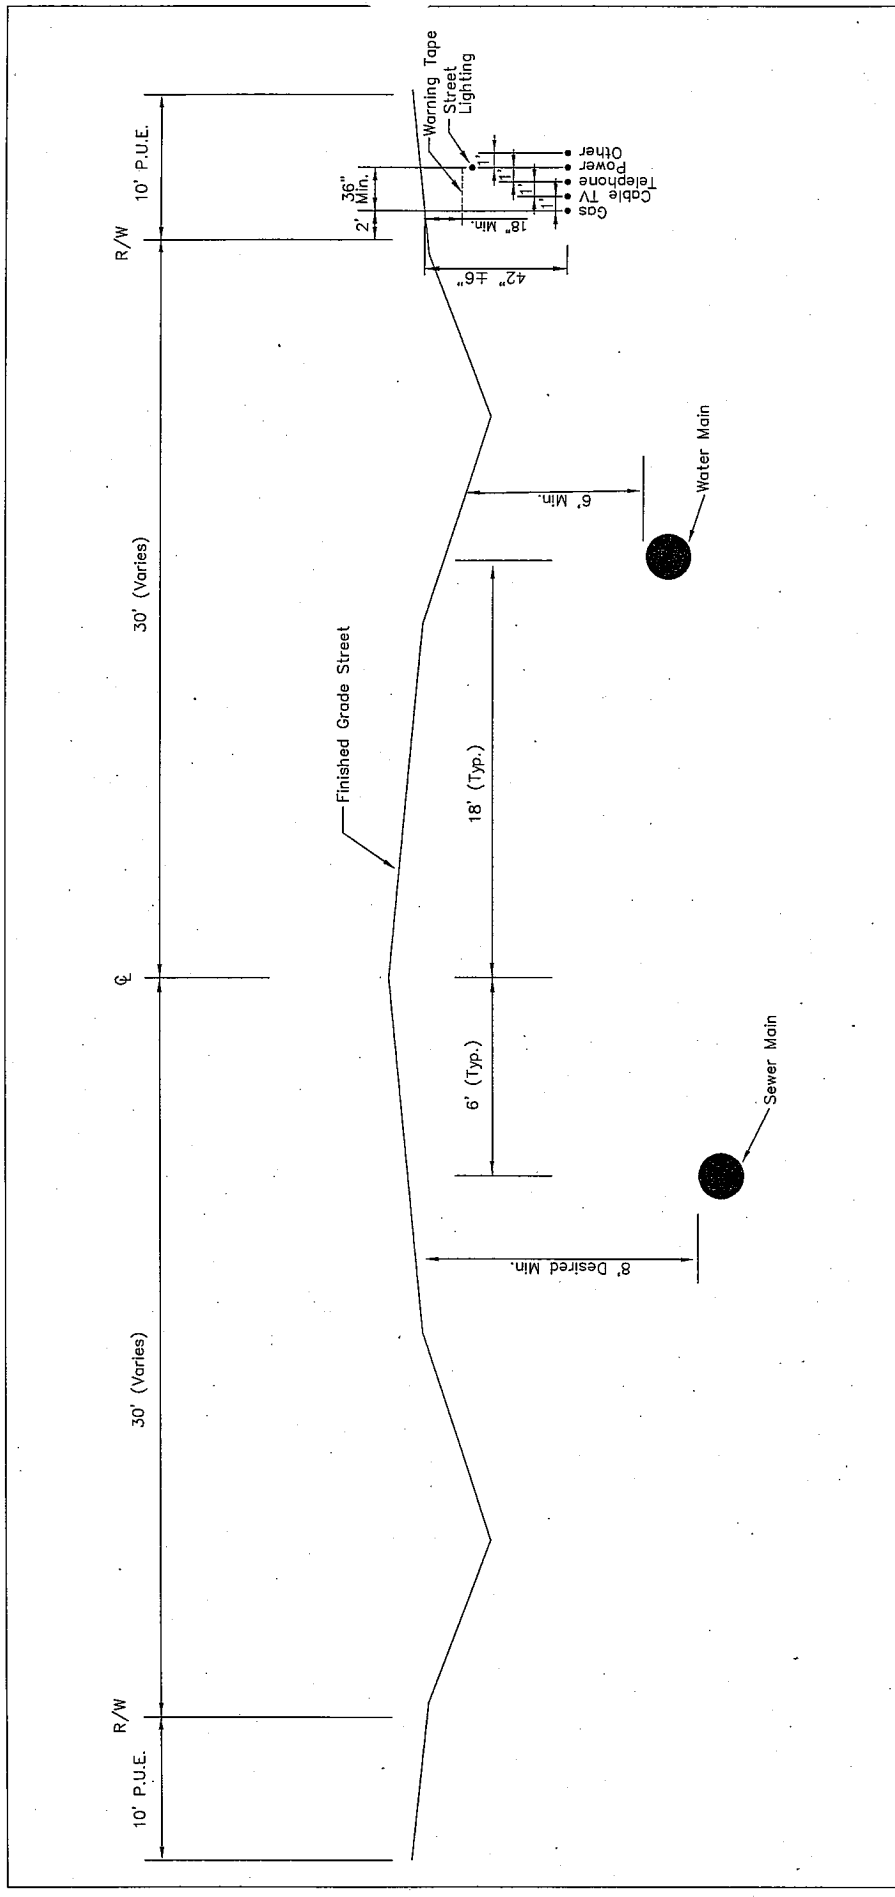 10' P.U.E.
R/W
30' (Varies)
℄
30' (Varies)
R/W
10' P.U.E.
Finished Grade Street
2'
36"
Min.
Warning Tape
Street
Lighting
18" Min.
42" ±6"
1'
1'
1'
1'
Gas
Cable TV
Telephone
Power
Other
6' (Typ.)
18' (Typ.)
8' Desired Min.
6' Min.
Sewer Main
Water Main